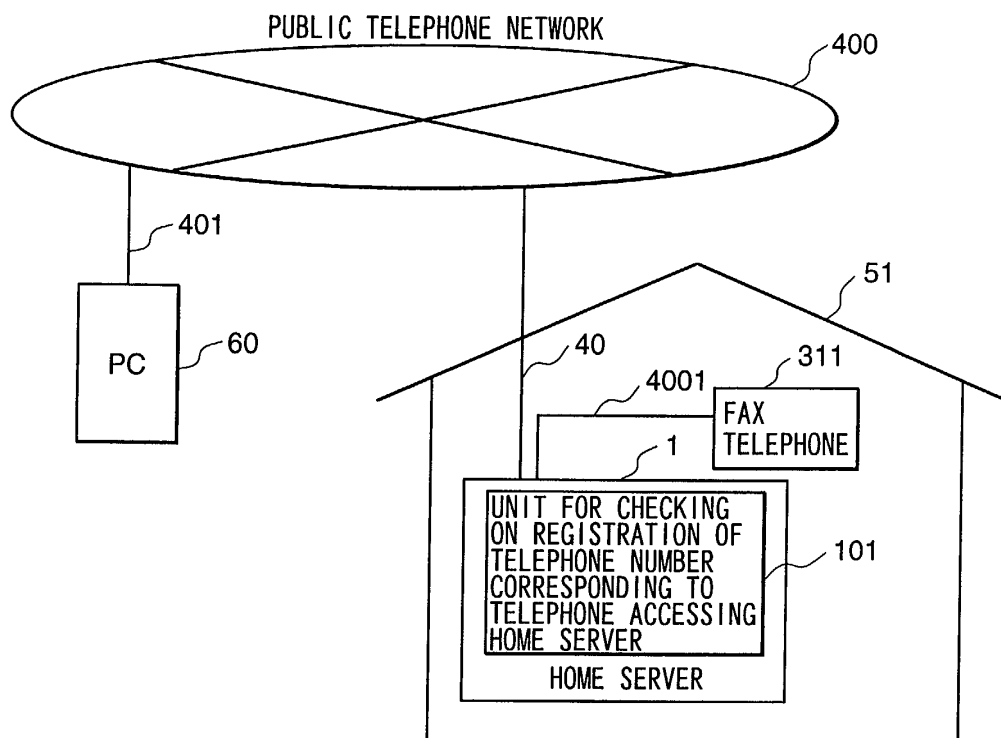 PUBLIC TELEPHONE NETWORK
400
401
51
PC
60
40
311
4001
FAX
TELEPHONE
1
UNIT FOR CHECKING
ON REGISTRATION OF
TELEPHONE NUMBER
CORRESPONDING TO
TELEPHONE ACCESSING
HOME SERVER
101
HOME SERVER